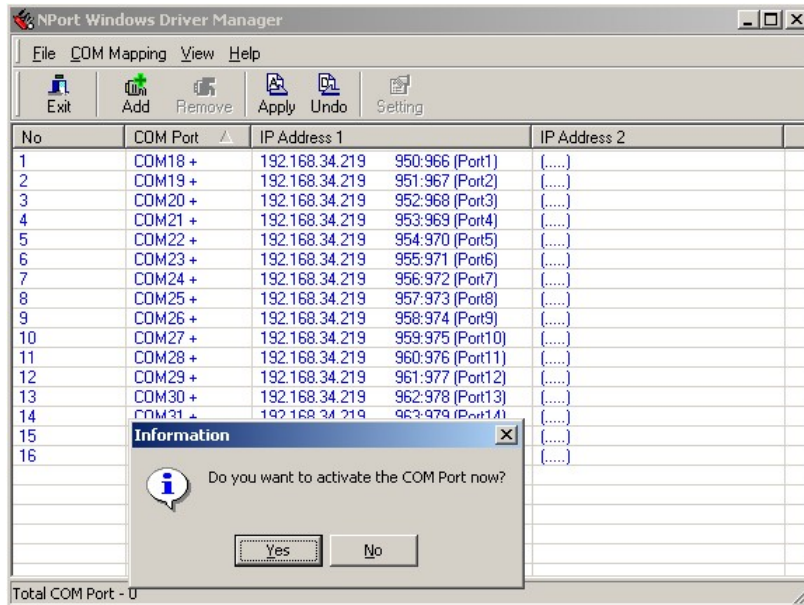 NPort Windows Driver Manager
File COM Mapping View Help
Exit Add Remove Apply Undo Setting
No COM Port IP Address 1 IP Address 2
1 COM18 + 192.168.34.219 950:966 (Port1) (.....)
2 COM19 + 192.168.34.219 951:967 (Port2) (.....)
3 COM20 + 192.168.34.219 952:968 (Port3) (.....)
4 COM21 + 192.168.34.219 953:969 (Port4) (.....)
5 COM22 + 192.168.34.219 954:970 (Port5) (.....)
6 COM23 + 192.168.34.219 955:971 (Port6) (.....)
7 COM24 + 192.168.34.219 956:972 (Port7) (.....)
8 COM25 + 192.168.34.219 957:973 (Port8) (.....)
9 COM26 + 192.168.34.219 958:974 (Port9) (.....)
10 COM27 + 192.168.34.219 959:975 (Port10) (.....)
11 COM28 + 192.168.34.219 960:976 (Port11) (.....)
12 COM29 + 192.168.34.219 961:977 (Port12) (.....)
13 COM30 + 192.168.34.219 962:978 (Port13) (.....)
14 COM31 + 192.168.34.219 963:979 (Port14) (.....)
15 (.....)
16 (.....)
Information
Do you want to activate the COM Port now?
Yes No
Total COM Port - 0